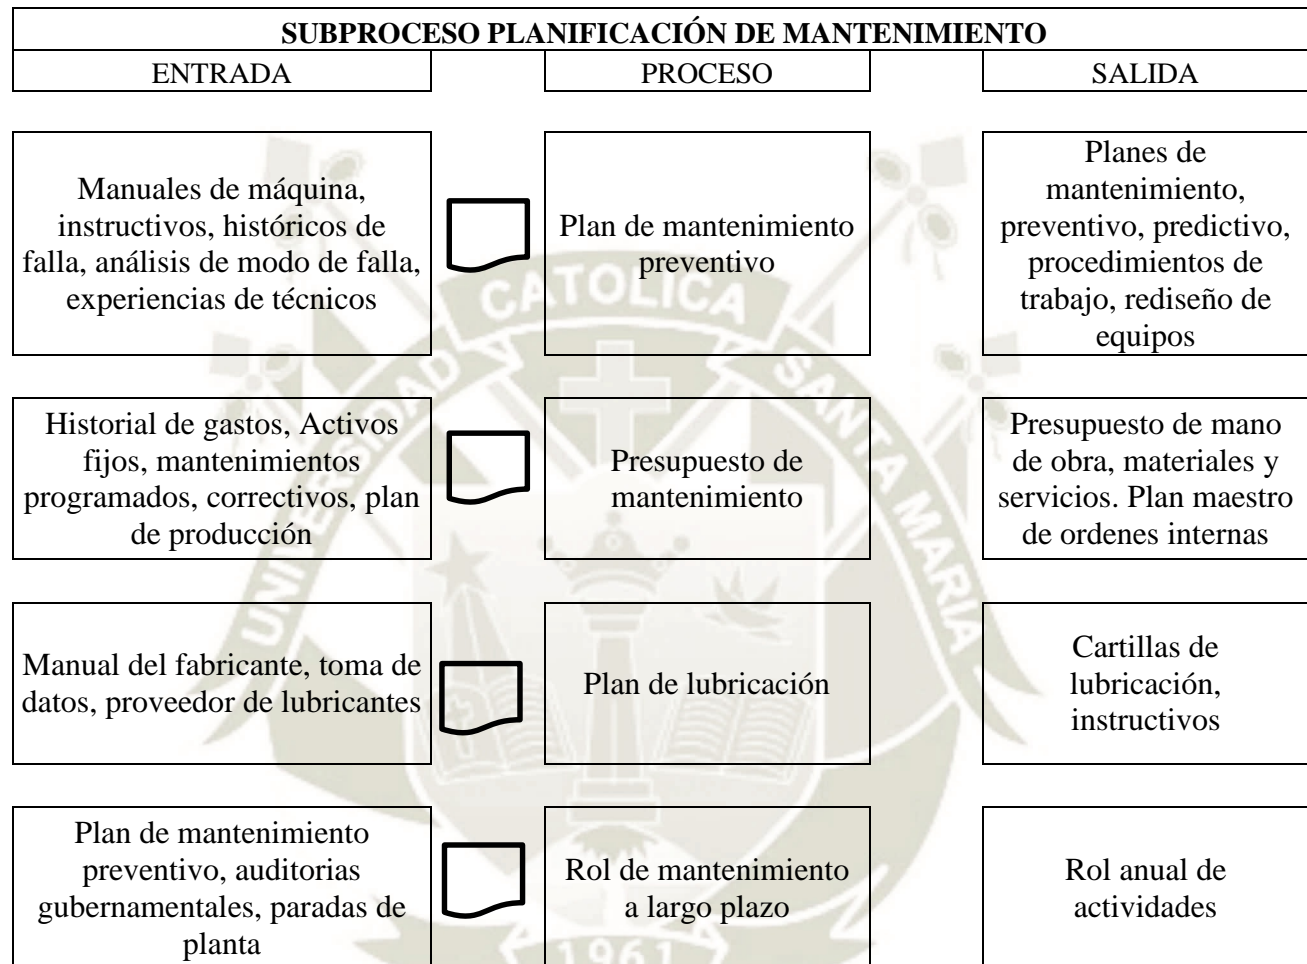 SUBPROCESO PLANIFICACIÓN DE MANTENIMIENTO
ENTRADA
PROCESO
SALIDA
Manuales de máquina,
instructivos, históricos de
falla, análisis de modo de falla,
experiencias de técnicos
Plan de mantenimiento
preventivo
Planes de
mantenimiento,
preventivo, predictivo,
procedimientos de
trabajo, rediseño de
equipos
Historial de gastos, Activos
fijos, mantenimientos
programados, correctivos, plan
de producción
Presupuesto de
mantenimiento
Presupuesto de mano
de obra, materiales y
servicios. Plan maestro
de ordenes internas
Manual del fabricante, toma de
datos, proveedor de lubricantes
Plan de lubricación
Cartillas de
lubricación,
instructivos
Plan de mantenimiento
preventivo, auditorias
gubernamentales, paradas de
planta
Rol de mantenimiento
a largo plazo
Rol anual de
actividades
UNIVERSIDAD CATOLICA SANTA MARIA
1961